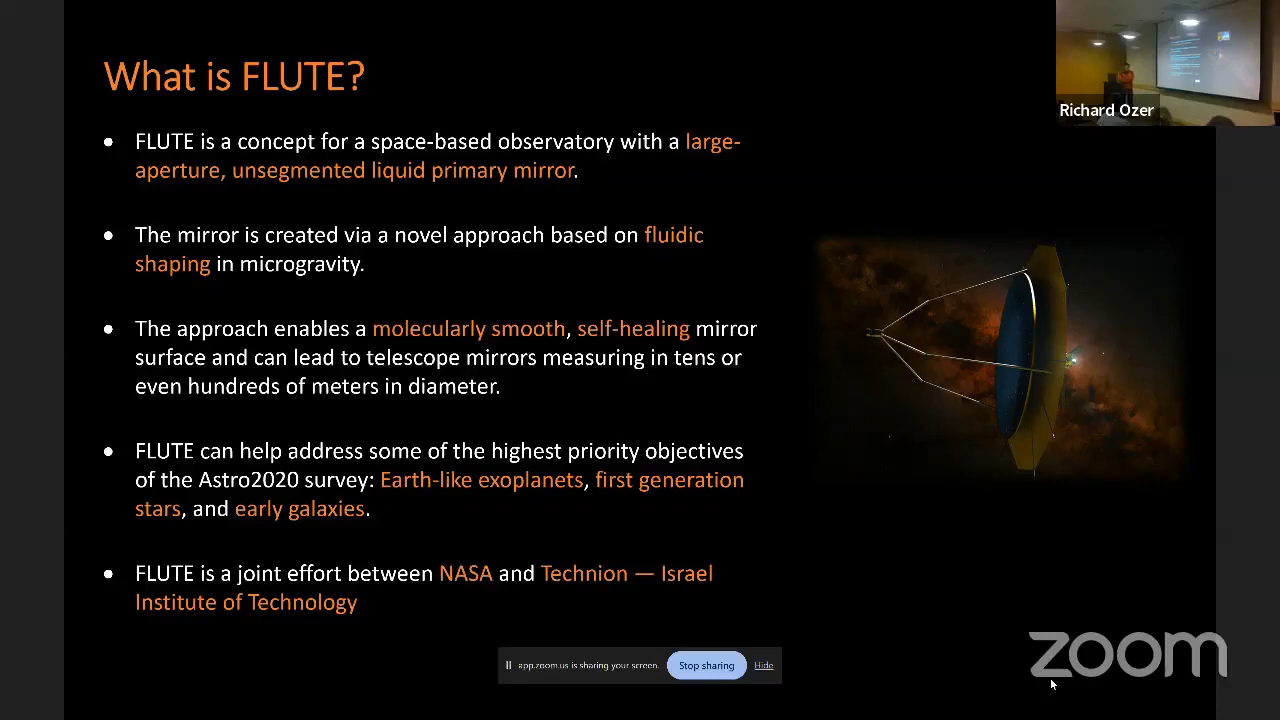 What is FLUTE?
Richard Ozer
• FLUTE is a concept for a space-based observatory with a large-
aperture, unsegmented liquid primary mirror.
• The mirror is created via a novel approach based on fluidic
shaping in microgravity.
• The approach enables a molecularly smooth, self-healing mirror
surface and can lead to telescope mirrors measuring in tens or
even hundreds of meters in diameter.
• FLUTE can help address some of the highest priority objectives
of the Astro2020 survey: Earth-like exoplanets, first generation
stars, and early galaxies.
• FLUTE is a joint effort between NASA and Technion — Israel
Institute of Technology
app.zoom.us is sharing your screen. Stop sharing Hide
zoom